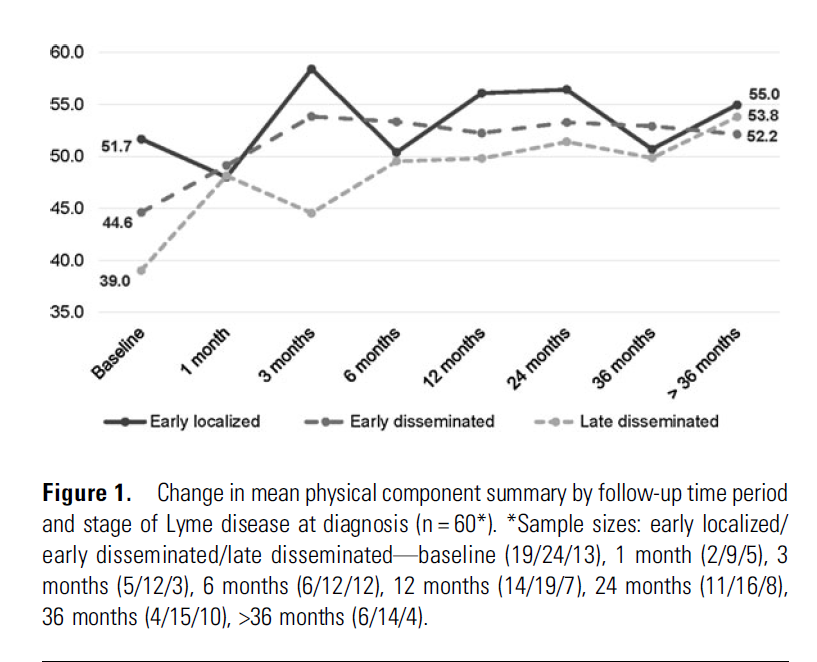 60.0
55.0
50.0
45.0
40.0
35.0
51.7
44.6
39.0
55.0
53.8
52.2
Baseline
1 month
3 months
6 months
12 months
24 months
36 months
> 36 months
Early localized Early disseminated Late disseminated
Figure 1. Change in mean physical component summary by follow-up time period
and stage of Lyme disease at diagnosis (n = 60*). *Sample sizes: early localized/
early disseminated/late disseminated—baseline (19/24/13), 1 month (2/9/5), 3
months (5/12/3), 6 months (6/12/12), 12 months (14/19/7), 24 months (11/16/8),
36 months (4/15/10), >36 months (6/14/4).